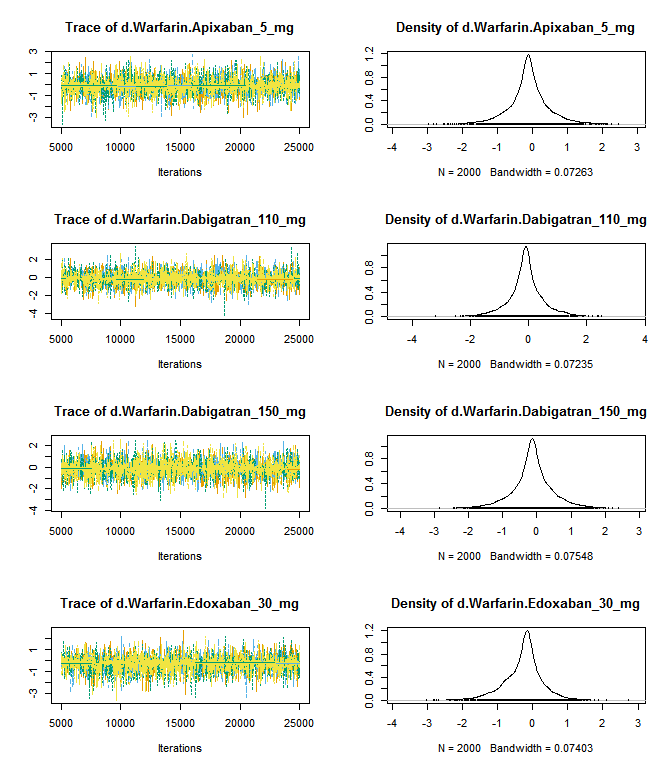 Trace of d.Warfarin.Apixaban_5_mg
3
1
-1
-3
5000 10000 15000 20000 25000
Iterations
Density of d.Warfarin.Apixaban_5_mg
1.2
0.8
0.4
0.0
-4 -3 -2 -1 0 1 2 3
N = 2000 Bandwidth = 0.07263
Trace of d.Warfarin.Dabigatran_110_mg
2
0
-2
-4
5000 10000 15000 20000 25000
Iterations
Density of d.Warfarin.Dabigatran_110_mg
0.8
0.4
0.0
-4 -2 0 2 4
N = 2000 Bandwidth = 0.07235
Trace of d.Warfarin.Dabigatran_150_mg
2
0
-2
-4
5000 10000 15000 20000 25000
Iterations
Density of d.Warfarin.Dabigatran_150_mg
0.8
0.4
0.0
-4 -3 -2 -1 0 1 2 3
N = 2000 Bandwidth = 0.07548
Trace of d.Warfarin.Edoxaban_30_mg
1
-1
-3
5000 10000 15000 20000 25000
Iterations
Density of d.Warfarin.Edoxaban_30_mg
1.2
0.8
0.4
0.0
-4 -3 -2 -1 0 1 2 3
N = 2000 Bandwidth = 0.07403